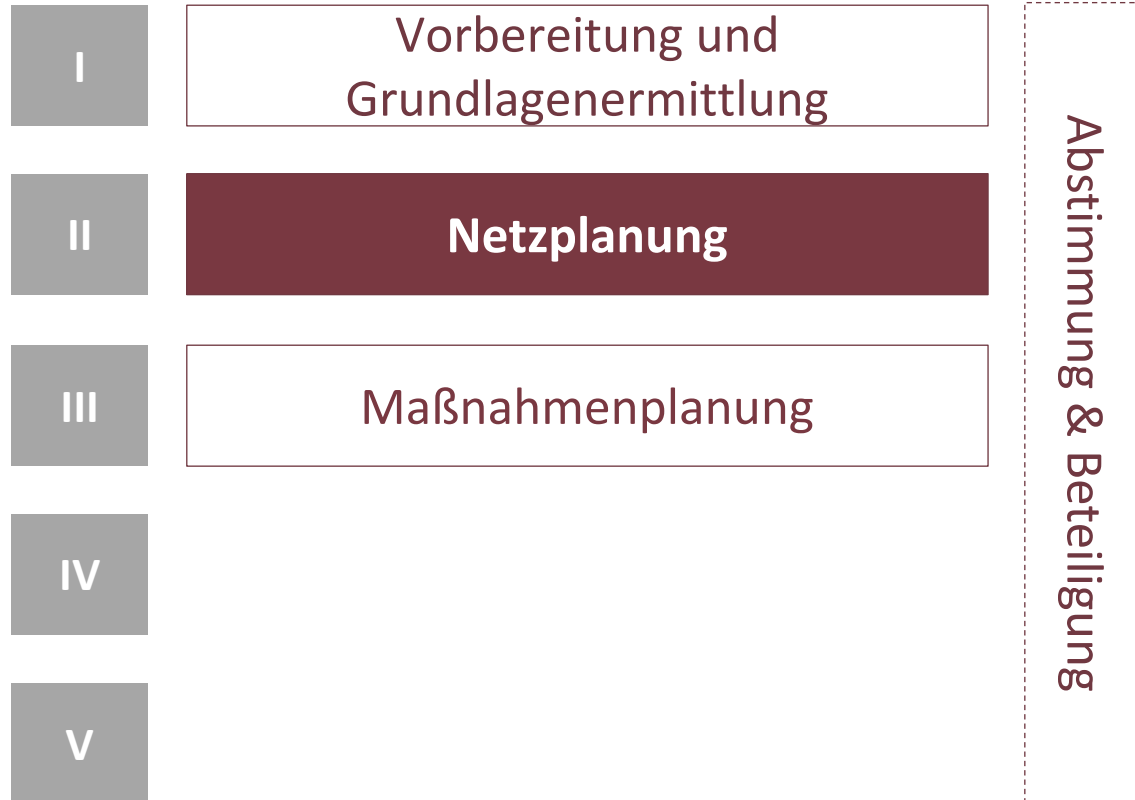 I
Vorbereitung und
Grundlagenermittlung
II
Netzplanung
III
Maßnahmenplanung
IV
V
Abstimmung & Beteiligung